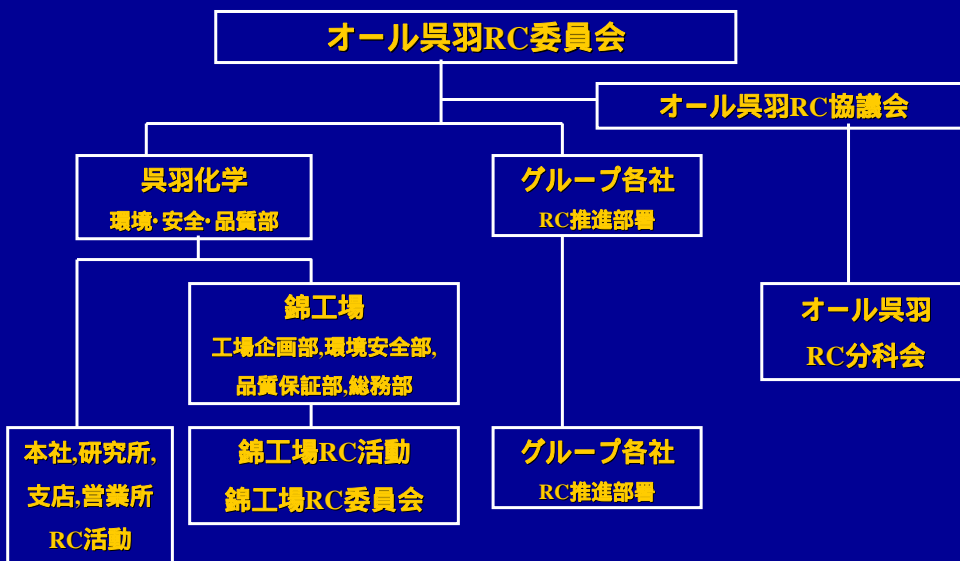 オール呉羽RC委員会
オール呉羽RC協議会
呉羽化学
環境・安全・品質部
グループ各社
RC推進部署
錦工場
工場企画部,環境安全部,
品質保証部,総務部
オール呉羽
RC分科会
本社,研究所,
支店,営業所
RC活動
錦工場RC活動
錦工場RC委員会
グループ各社
RC推進部署